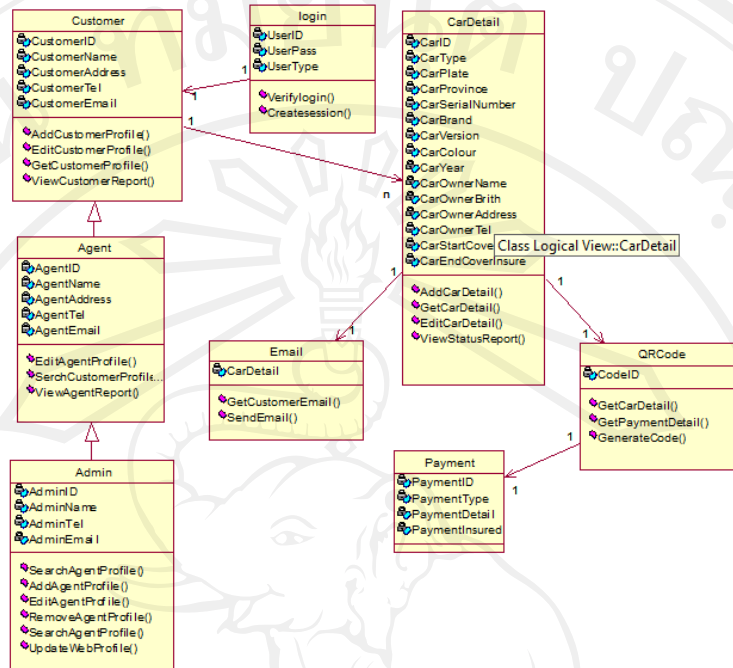 Customer
CustomerID
CustomerName
CustomerAddress
CustomerTel
CustomerEmail
AddCustomerProfile()
EditCustomerProfile()
GetCustomerProfile()
ViewCustomerReport()
login
UserID
UserPass
UserType
Verifylogin()
Createsession()
1
1
1
n
CarDetail
CarID
CarType
CarPlate
CarProvince
CarSerialNumber
CarBrand
CarVersion
CarColour
CarYear
CarOwnerName
CarOwnerBrith
CarOwnerAddress
CarOwnerTel
CarStartCove
Class Logical View::CarDetail
CarEndCoverInsure
AddCarDetail()
GetCarDetail()
EditCarDetail()
ViewStatusReport()
1
1
1
1
Agent
AgentID
AgentName
AgentAddress
AgentTel
AgentEmail
EditAgentProfile()
SerchCustomerProfile...
ViewAgentReport()
Email
CarDetail
GetCustomerEmail()
SendEmail()
QRCode
CodeID
GetCarDetail()
GetPaymentDetail()
GenerateCode()
1
1
Payment
PaymentID
PaymentType
PaymentDetail
PaymentInsured
Admin
AdminID
AdminName
AdminTel
AdminEmail
SearchAgentProfile()
AddAgentProfile()
EditAgentProfile()
RemoveAgentProfile()
SearchAgentProfile()
UpdateWebProfile()